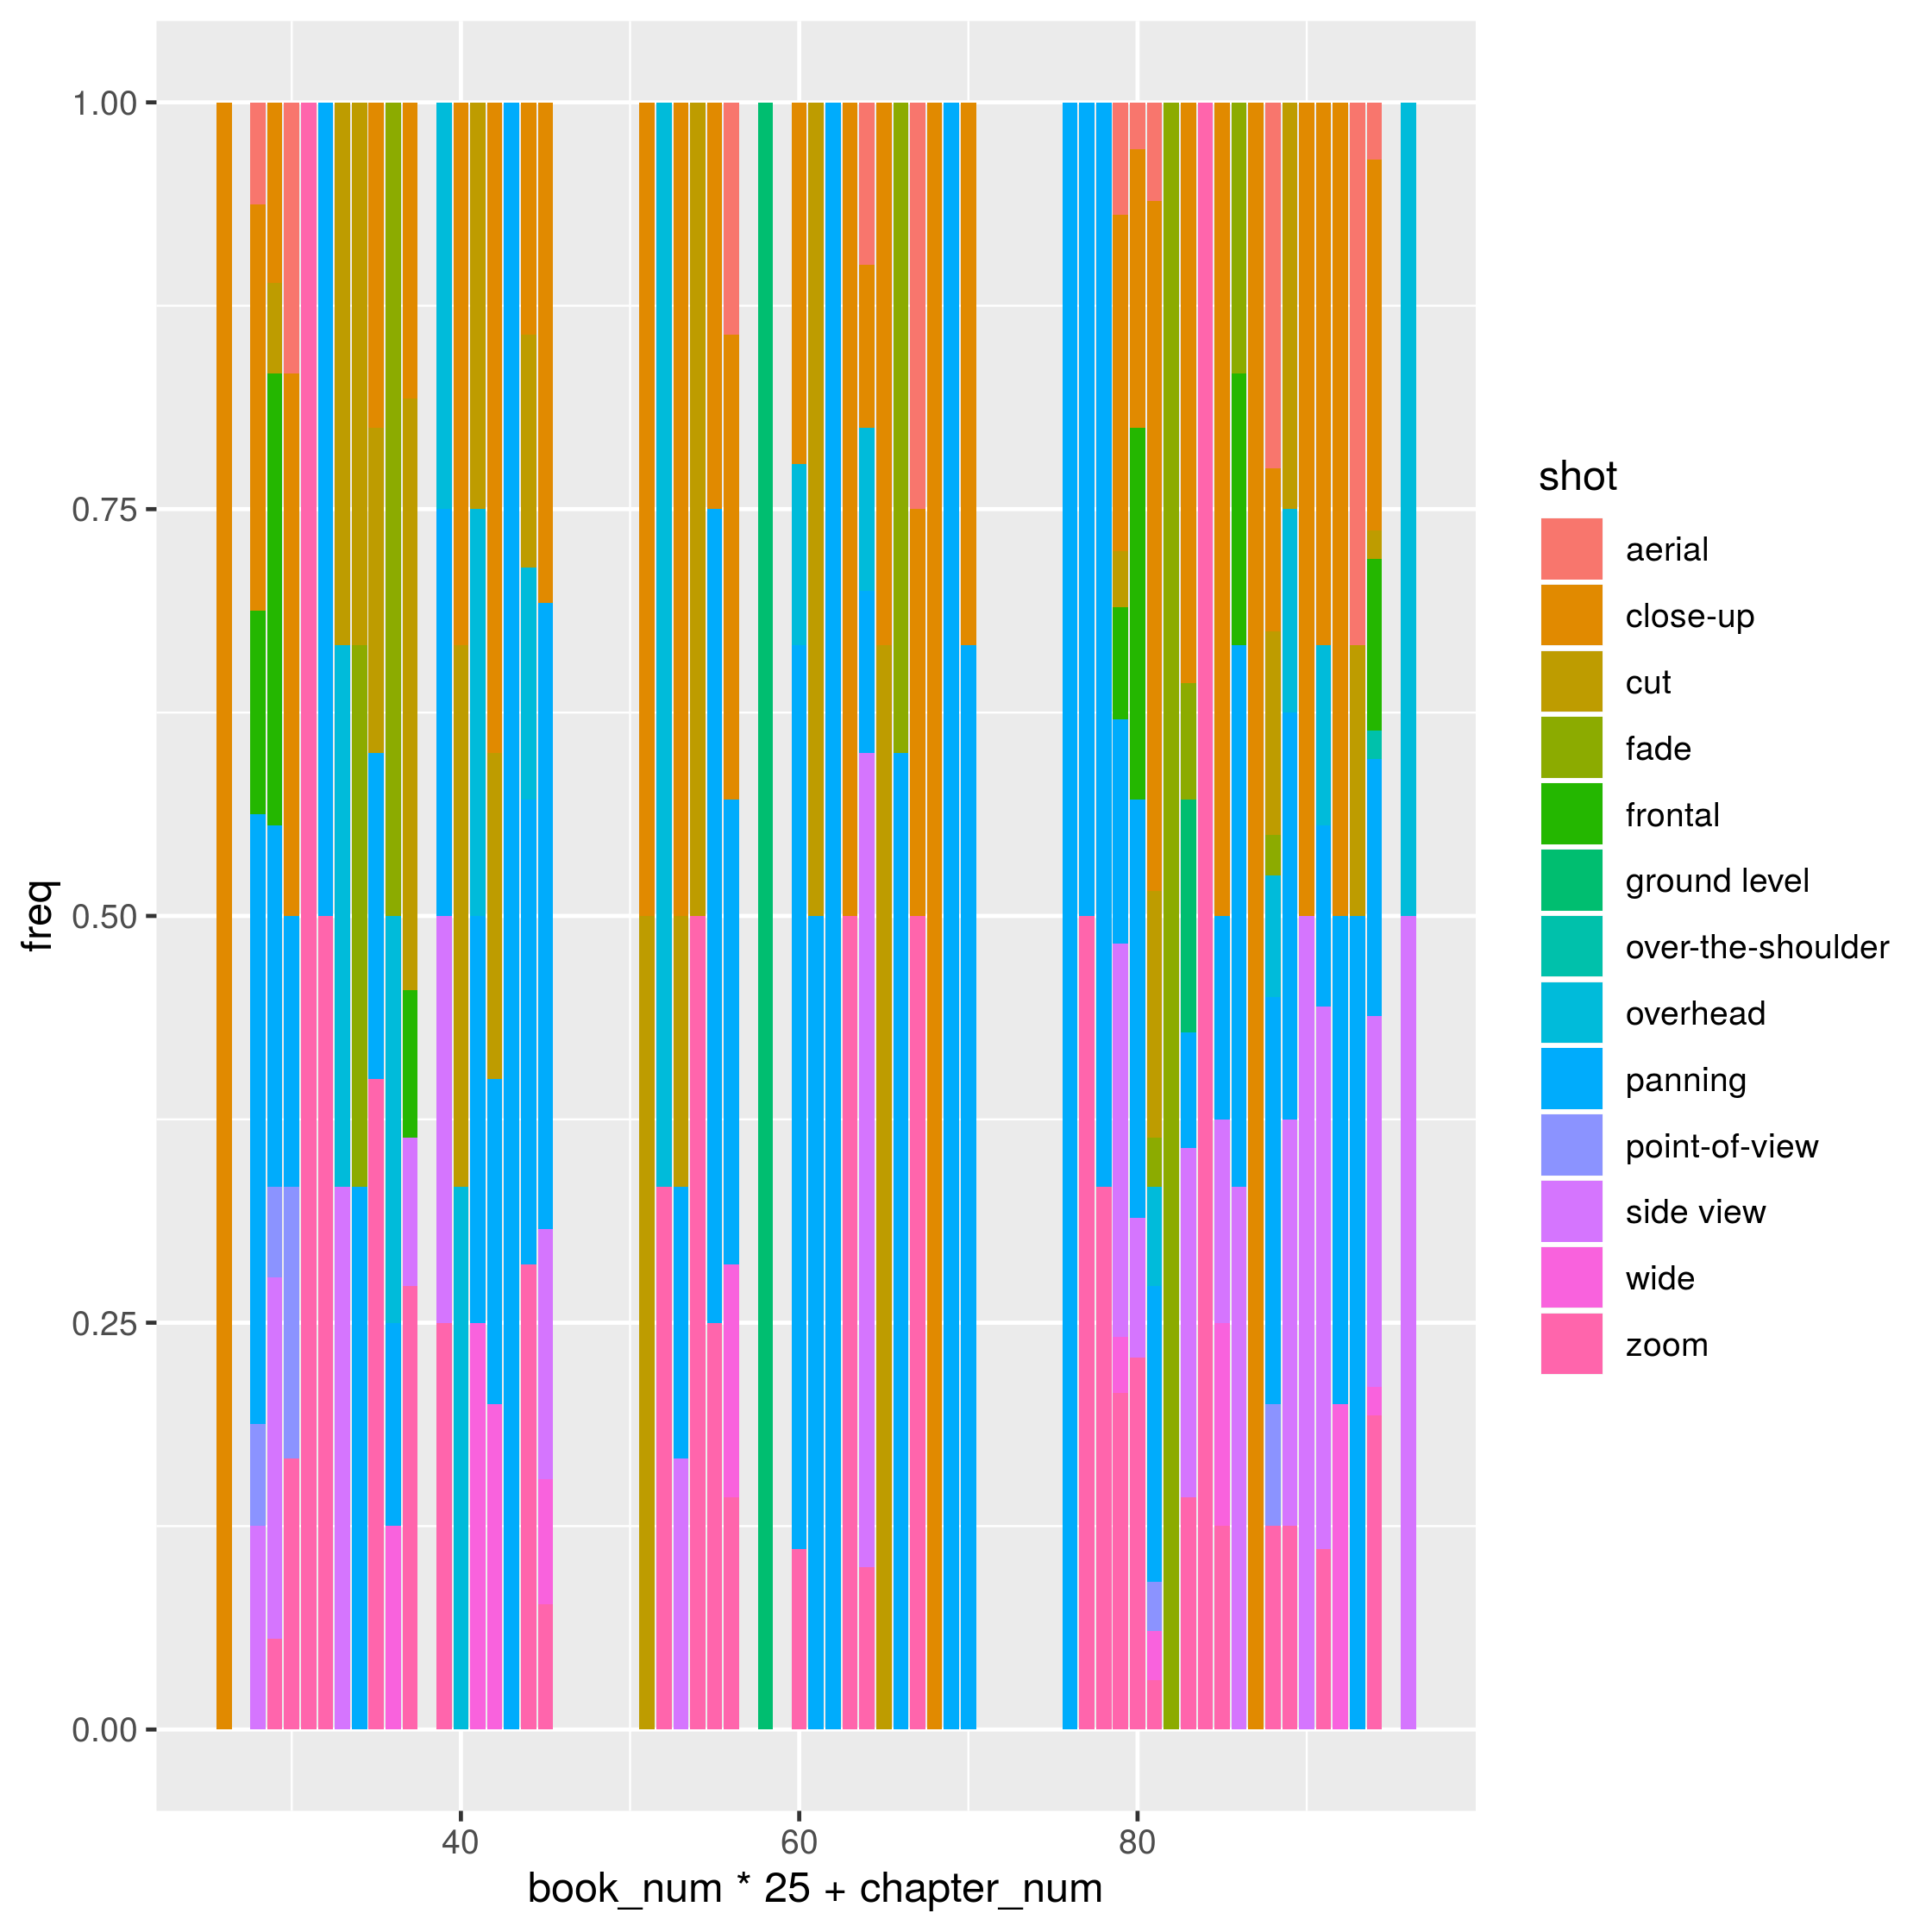 1.00
0.75
0.50
0.25
0.00
freq
40 60 80
book_num * 25 + chapter_num
shot
aerial
close-up
cut
fade
frontal
ground level
over-the-shoulder
overhead
panning
point-of-view
side view
wide
zoom